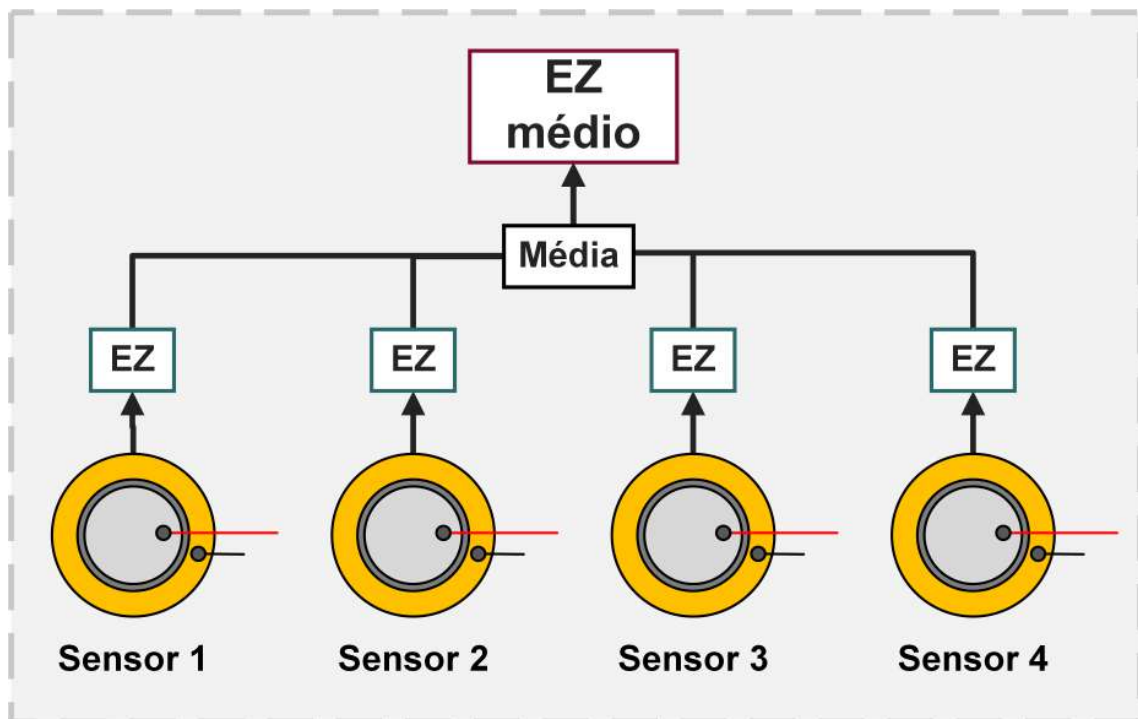 EZ
médio
Média
EZ EZ EZ EZ
Sensor 1 Sensor 2 Sensor 3 Sensor 4